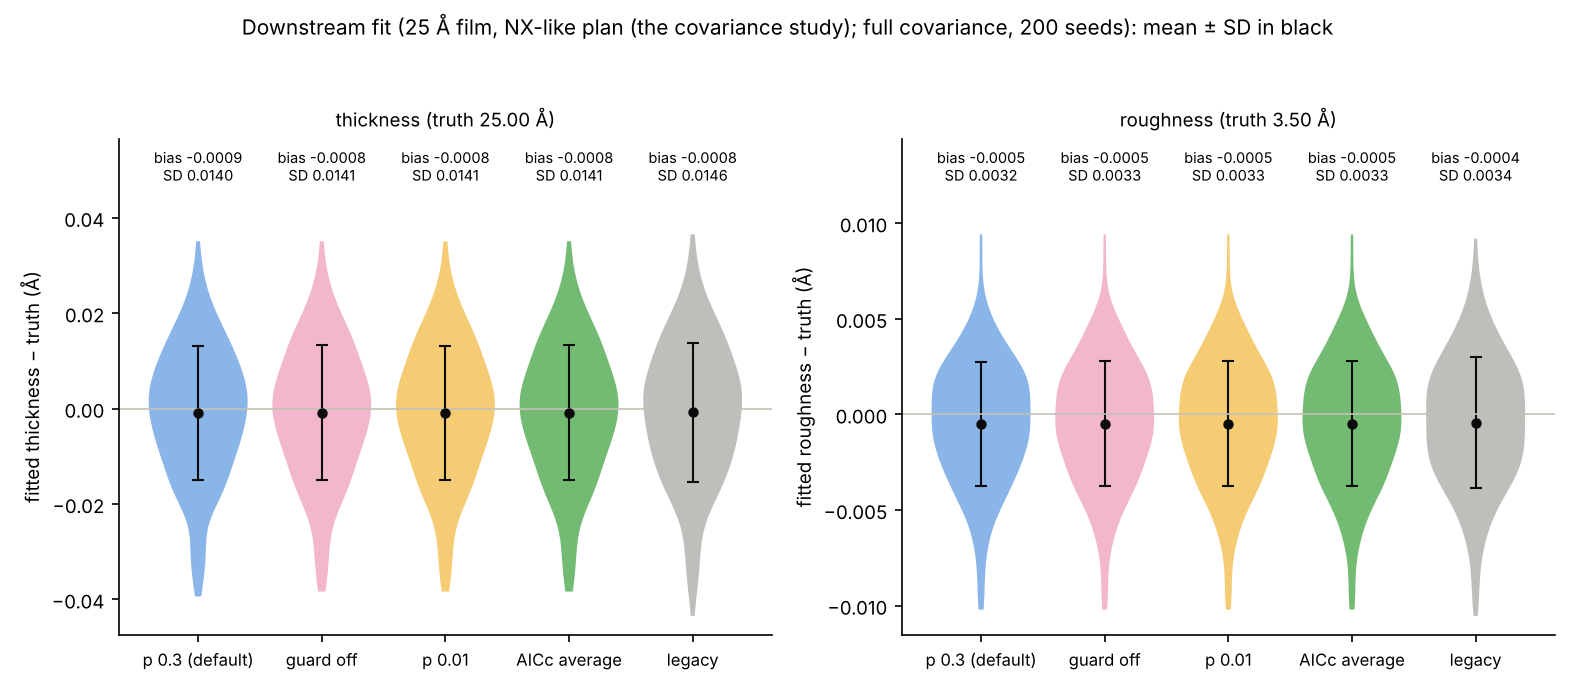 Downstream fit (25 Å film, NX-like plan (the covariance study); full covariance, 200 seeds): mean ± SD in black
thickness (truth 25.00 Å)
bias -0.0009 bias -0.0008 bias -0.0008 bias -0.0008 bias -0.0008
SD 0.0140 SD 0.0141 SD 0.0141 SD 0.0141 SD 0.0146
fitted thickness − truth (Å)
0.04
0.02
0.00
−0.02
−0.04
p 0.3 (default) guard off p 0.01 AICc average legacy
roughness (truth 3.50 Å)
bias -0.0005 bias -0.0005 bias -0.0005 bias -0.0005 bias -0.0004
SD 0.0032 SD 0.0033 SD 0.0033 SD 0.0033 SD 0.0034
fitted roughness − truth (Å)
0.010
0.005
0.000
−0.005
−0.010
p 0.3 (default) guard off p 0.01 AICc average legacy